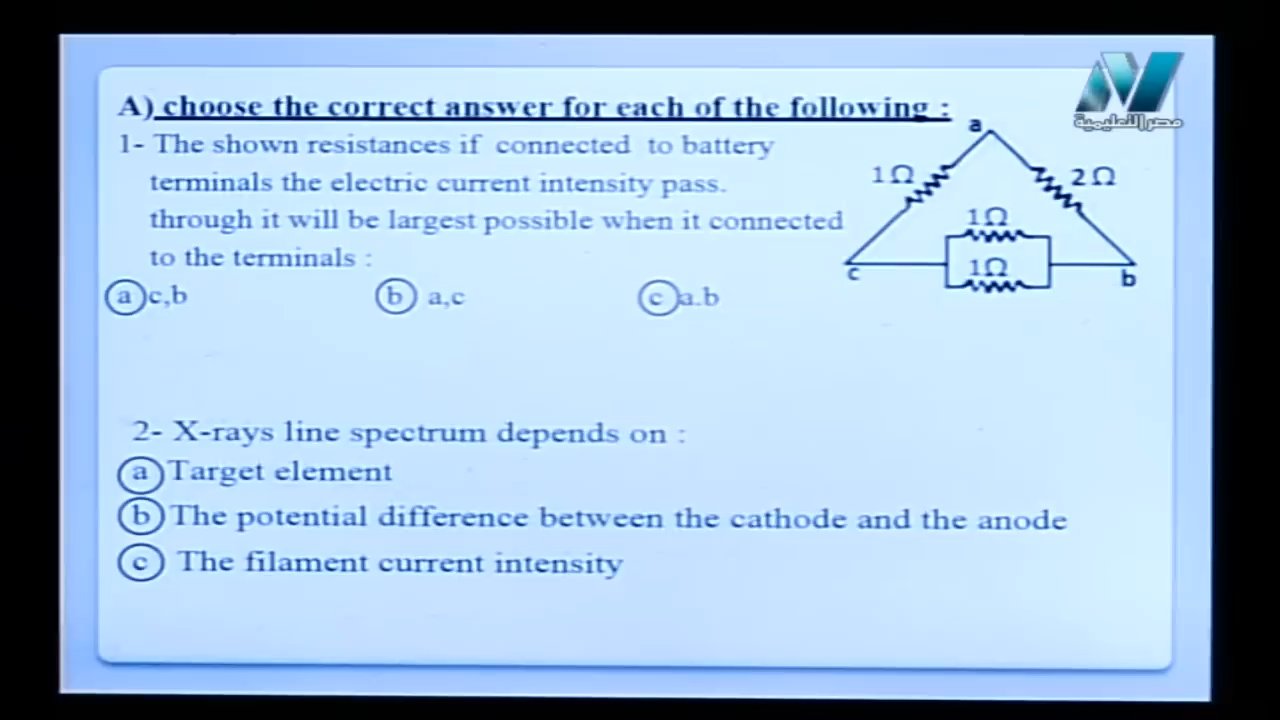 A) choose the correct answer for each of the following :
1- The shown resistances if connected to battery
terminals the electric current intensity pass.
through it will be largest possible when it connected
to the terminals :
a c,b
b a,c
c a.b
a
1Ω
2Ω
1Ω
1Ω
c
b
2- X-rays line spectrum depends on :
a Target element
b The potential difference between the cathode and the anode
c The filament current intensity
مصر التعليمية